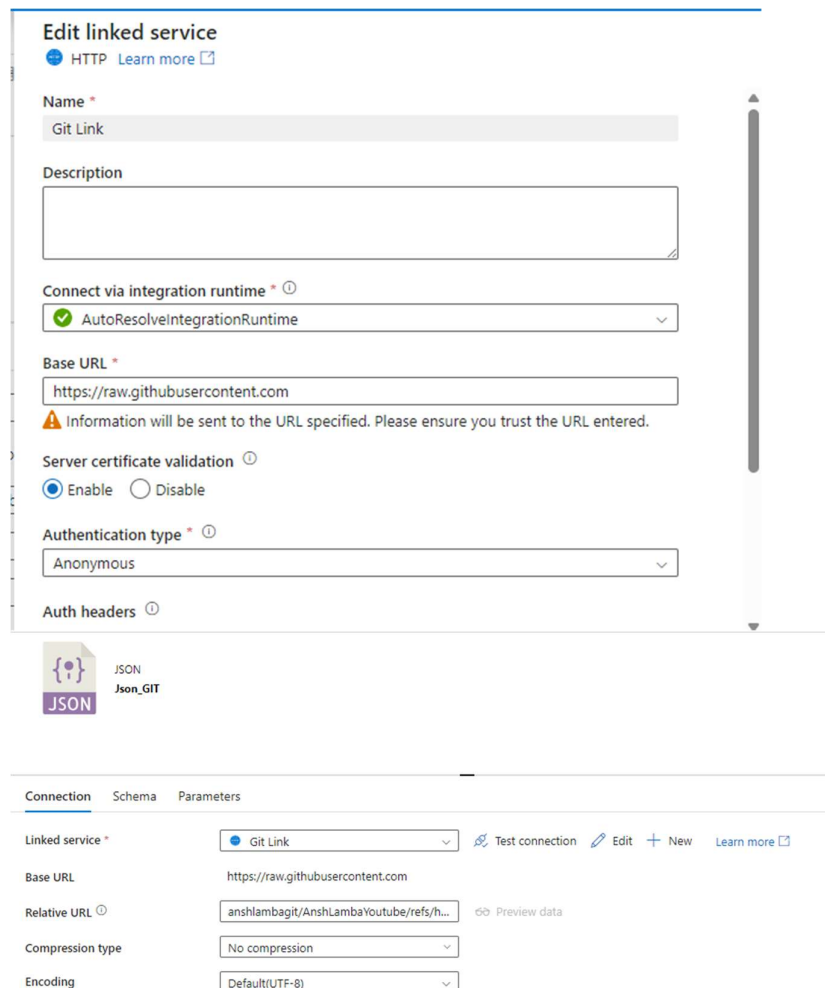 Edit linked service
HTTP Learn more
Name *
Git Link
Description
Connect via integration runtime *
AutoResolveIntegrationRuntime
Base URL *
https://raw.githubusercontent.com
Information will be sent to the URL specified. Please ensure you trust the URL entered.
Server certificate validation
Enable Disable
Authentication type *
Anonymous
Auth headers
{:} JSON
JSON Json_GIT
Connection Schema Parameters
Linked service * Git Link Test connection Edit New Learn more
Base URL https://raw.githubusercontent.com
Relative URL anshlambagit/AnshLambaYoutube/refs/h... Preview data
Compression type No compression
Encoding Default(UTF-8)